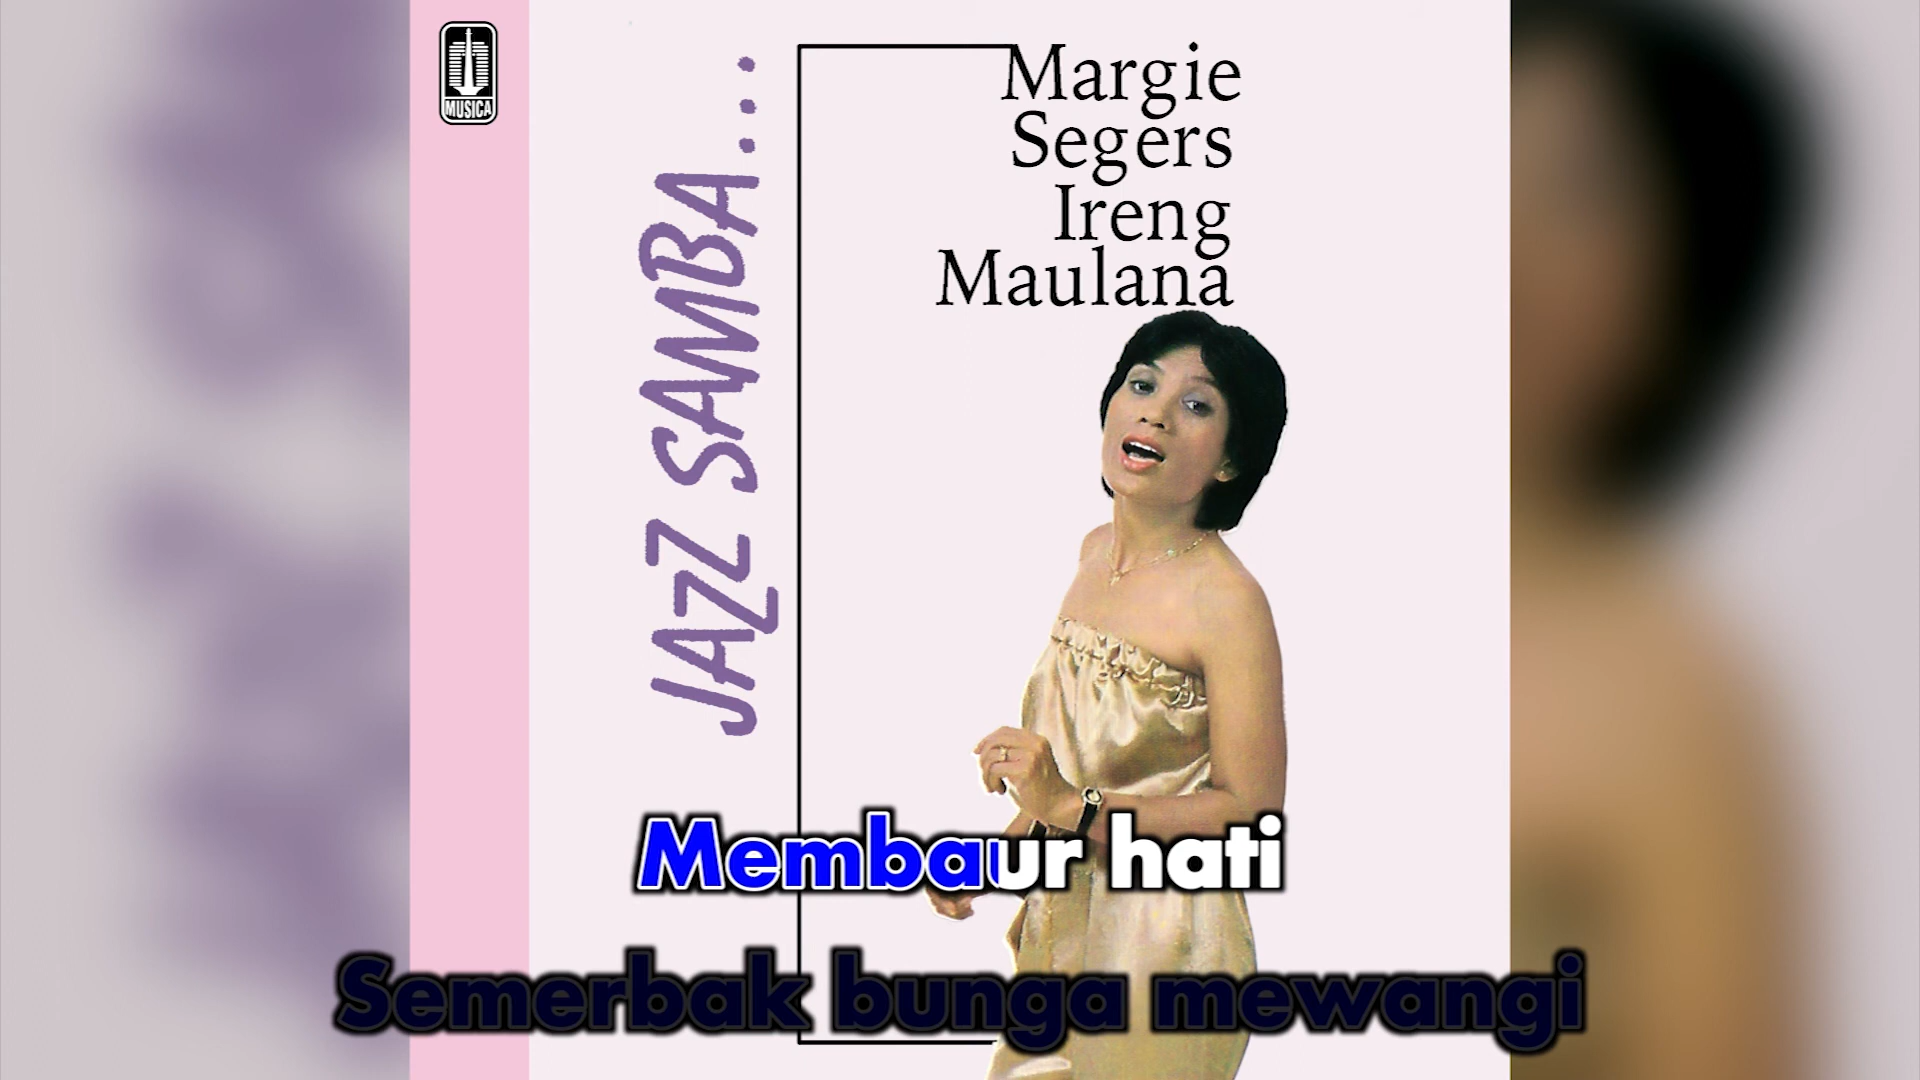 MUSICA
JAZZ SAMBA...
Margie
Segers
Ireng
Maulana
Membaur hati
Semerbak bunga mewangi